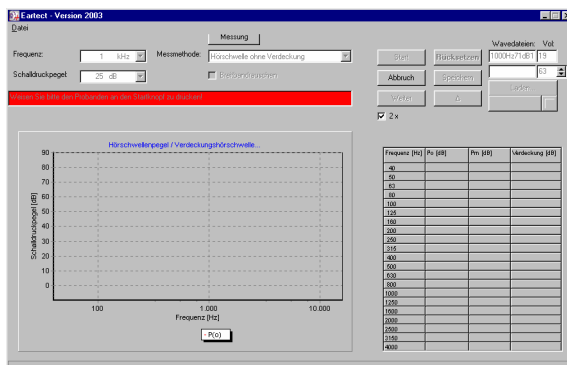 Eartect - Version 2003
Datei
Messung
Frequenz:
1 kHz
Messmethode:
Hörschwelle ohne Verdeckung
Schalldruckpegel:
25 dB
Breitbandrauschen
Start
Rücksetzen
Abbruch
Speichern
Weiter
2 x
Wavedateien:
Vol:
1000Hz71dB1
19
63
Laden
Weisen Sie bitte den Probanden an den Startknopf zu drücken!
Hörschwellenpegel / Verdeckungshörschwelle...
Schalldruckpegel [dB]
90
80
70
60
50
40
30
20
10
0
100
1.000
10.000
Frequenz [Hz]
P(o)
Frequenz [Hz]
Po [dB]
Pm [dB]
Verdeckung [dB]
40
50
63
80
100
125
160
200
250
315
400
500
630
800
1000
1250
1600
2000
2500
3150
4000